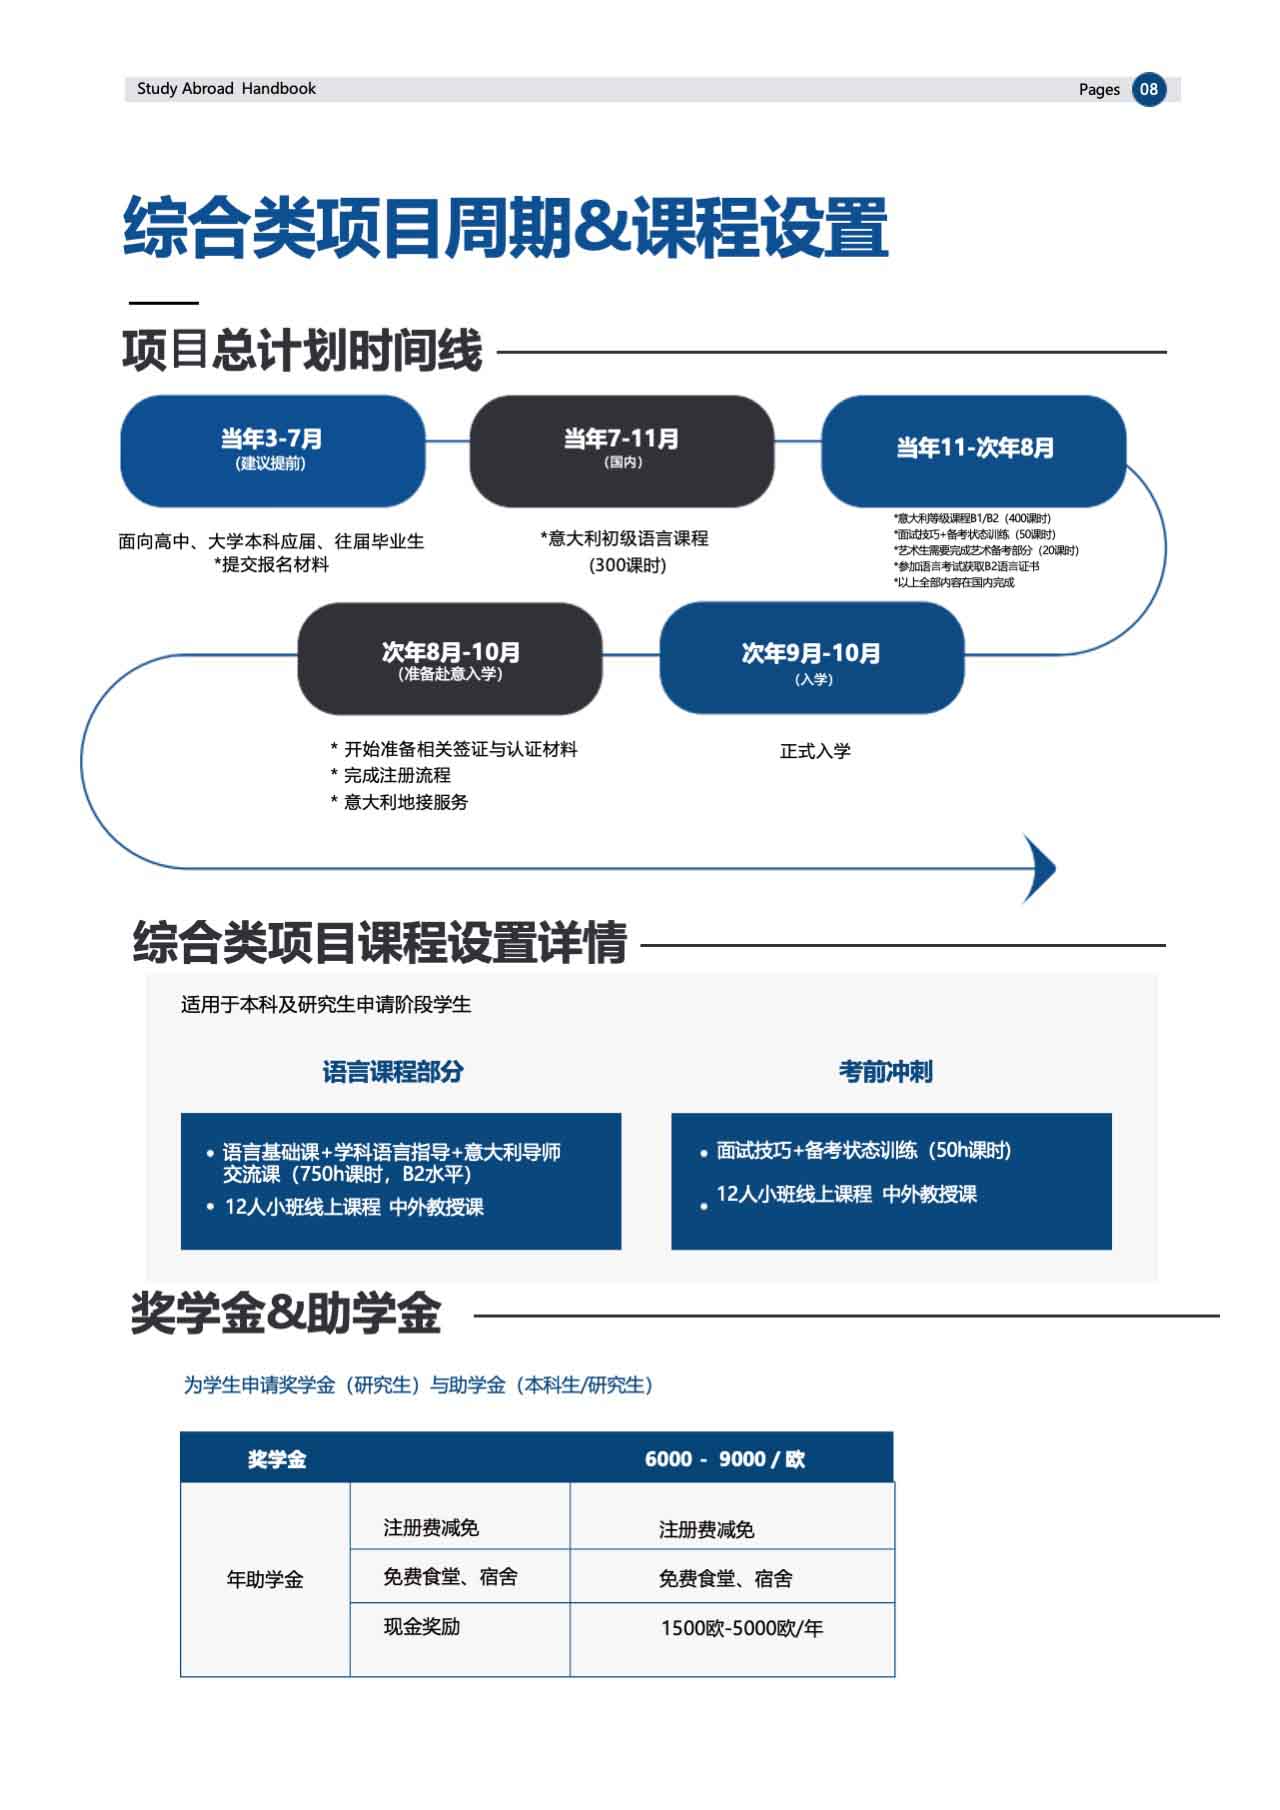 Study Abroad Handbook
Pages 08
综合类项目周期&课程设置
项目总计划时间线
当年3-7月
(建议提前)
面向高中、大学本科应届、往届毕业生
*提交报名材料
当年7-11月
(国内)
*意大利初级语言课程
(300课时)
当年11-次年8月
*意大利等级课程B1/B2（400课时)
*面试技巧+备考状态训练（50课时)
*艺术生需要完成艺术备考部分（20课时)
*参加语言考试获取B2语言证书
*以上全部内容在国内完成
次年8月-10月
（准备赴意入学）
* 开始准备相关签证与认证材料
* 完成注册流程
* 意大利地接服务
次年9月-10月
（入学）
正式入学
综合类项目课程设置详情
适用于本科及研究生申请阶段学生
语言课程部分
• 语言基础课+学科语言指导+意大利导师
交流课（750h课时，B2水平）
• 12人小班线上课程 中外教授课
考前冲刺
• 面试技巧+备考状态训练（50h课时)
• 12人小班线上课程 中外教授课
奖学金&助学金
为学生申请奖学金（研究生）与助学金（本科生/研究生）
奖学金 6000 - 9000 / 欧
年助学金
注册费减免 注册费减免
免费食堂、宿舍 免费食堂、宿舍
现金奖励 1500欧-5000欧/年